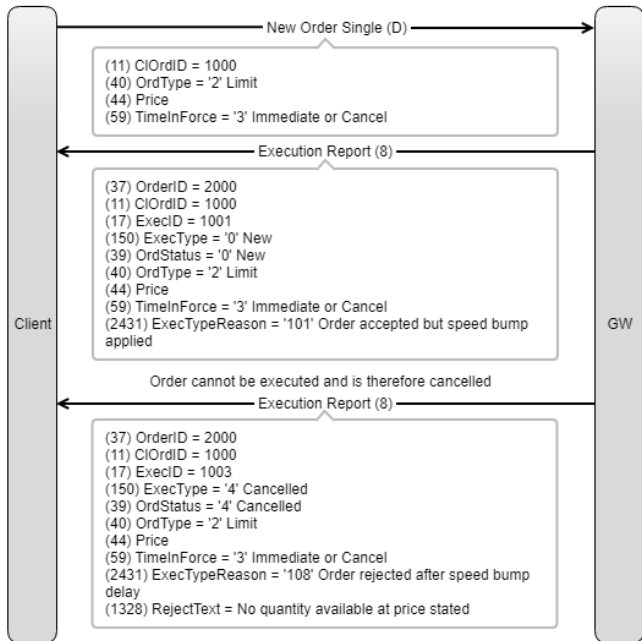 New Order Single (D)
(11) ClOrdID = 1000
(40) OrdType = '2' Limit
(44) Price
(59) TimeInForce = '3' Immediate or Cancel
Execution Report (8)
(37) OrderID = 2000
(11) ClOrdID = 1000
(17) ExecID = 1001
(150) ExecType = '0' New
(39) OrdStatus = '0' New
(40) OrdType = '2' Limit
(44) Price
(59) TimeInForce = '3' Immediate or Cancel
(2431) ExecTypeReason = '101' Order accepted but speed bump
applied
Client
GW
Order cannot be executed and is therefore cancelled
Execution Report (8)
(37) OrderID = 2000
(11) ClOrdID = 1000
(17) ExecID = 1003
(150) ExecType = '4' Cancelled
(39) OrdStatus = '4' Cancelled
(40) OrdType = '2' Limit
(44) Price
(59) TimeInForce = '3' Immediate or Cancel
(2431) ExecTypeReason = '108' Order rejected after speed bump
delay
(1328) RejectText = No quantity available at price stated